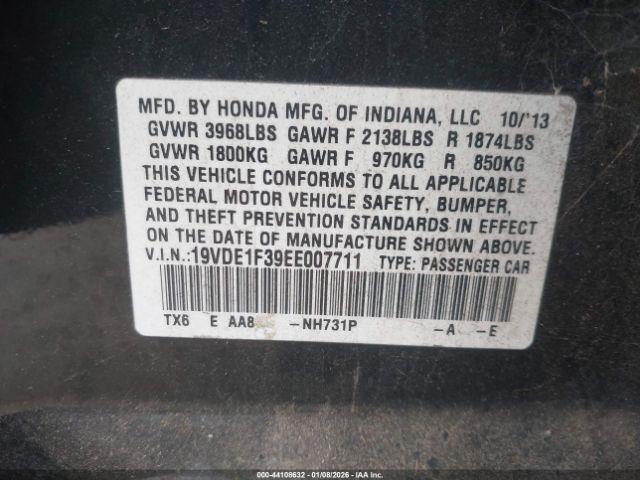 MFD. BY HONDA MFG. OF INDIANA, LLC 10/'13
GVWR 3968LBS GAWR F 2138LBS R 1874LBS
GVWR 1800KG GAWR F 970KG R 850KG
THIS VEHICLE CONFORMS TO ALL APPLICABLE
FEDERAL MOTOR VEHICLE SAFETY, BUMPER,
AND THEFT PREVENTION STANDARDS IN EFFECT
ON THE DATE OF MANUFACTURE SHOWN ABOVE.
V.I.N.:19VDE1F39EE007711 TYPE: PASSENGER CAR
TX6 E AA8 -NH731P -A -E
000-44108632 - 01/08/2026 - IAA Inc.